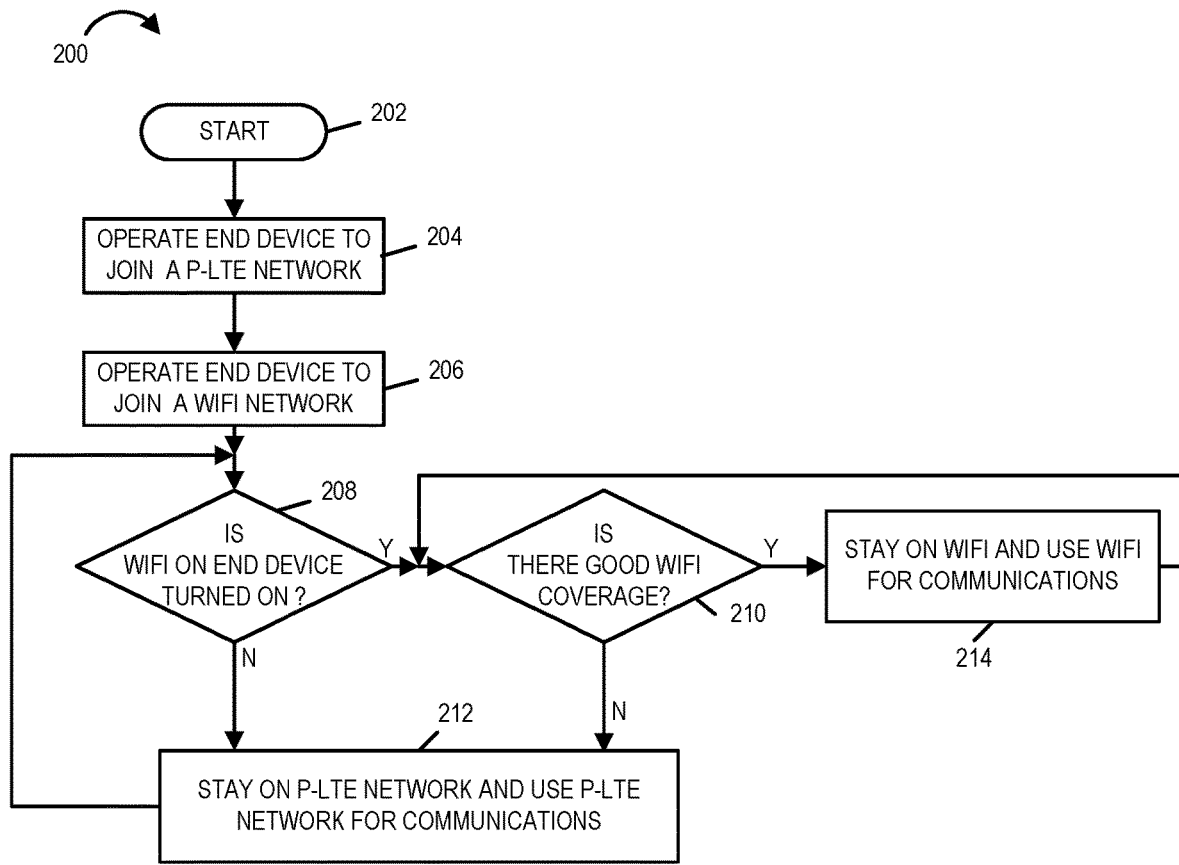 200
START
202
OPERATE END DEVICE TO
JOIN A P-LTE NETWORK
204
OPERATE END DEVICE TO
JOIN A WIFI NETWORK
206
IS
WIFI ON END DEVICE
TURNED ON ?
208
Y
N
IS
THERE GOOD WIFI
COVERAGE?
210
Y
N
STAY ON WIFI AND USE WIFI
FOR COMMUNICATIONS
214
212
STAY ON P-LTE NETWORK AND USE P-LTE
NETWORK FOR COMMUNICATIONS